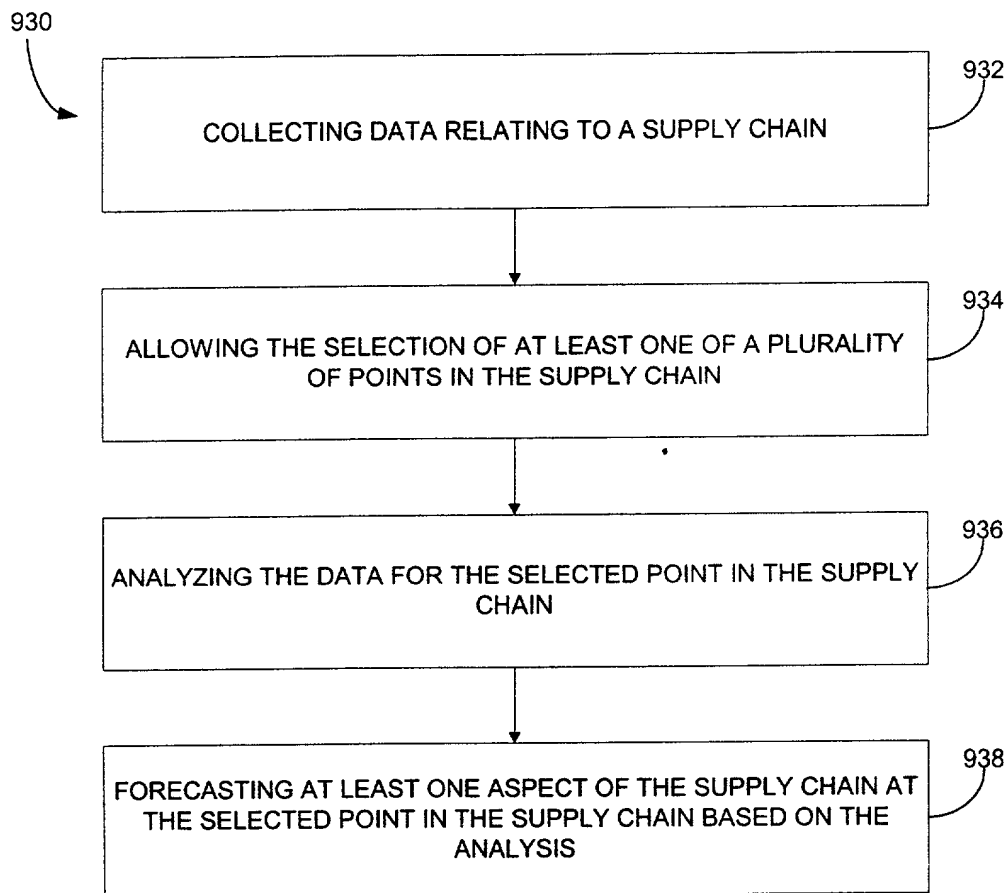 930
932
COLLECTING DATA RELATING TO A SUPPLY CHAIN
934
ALLOWING THE SELECTION OF AT LEAST ONE OF A PLURALITY
OF POINTS IN THE SUPPLY CHAIN
936
ANALYZING THE DATA FOR THE SELECTED POINT IN THE SUPPLY
CHAIN
938
FORECASTING AT LEAST ONE ASPECT OF THE SUPPLY CHAIN AT
THE SELECTED POINT IN THE SUPPLY CHAIN BASED ON THE
ANALYSIS